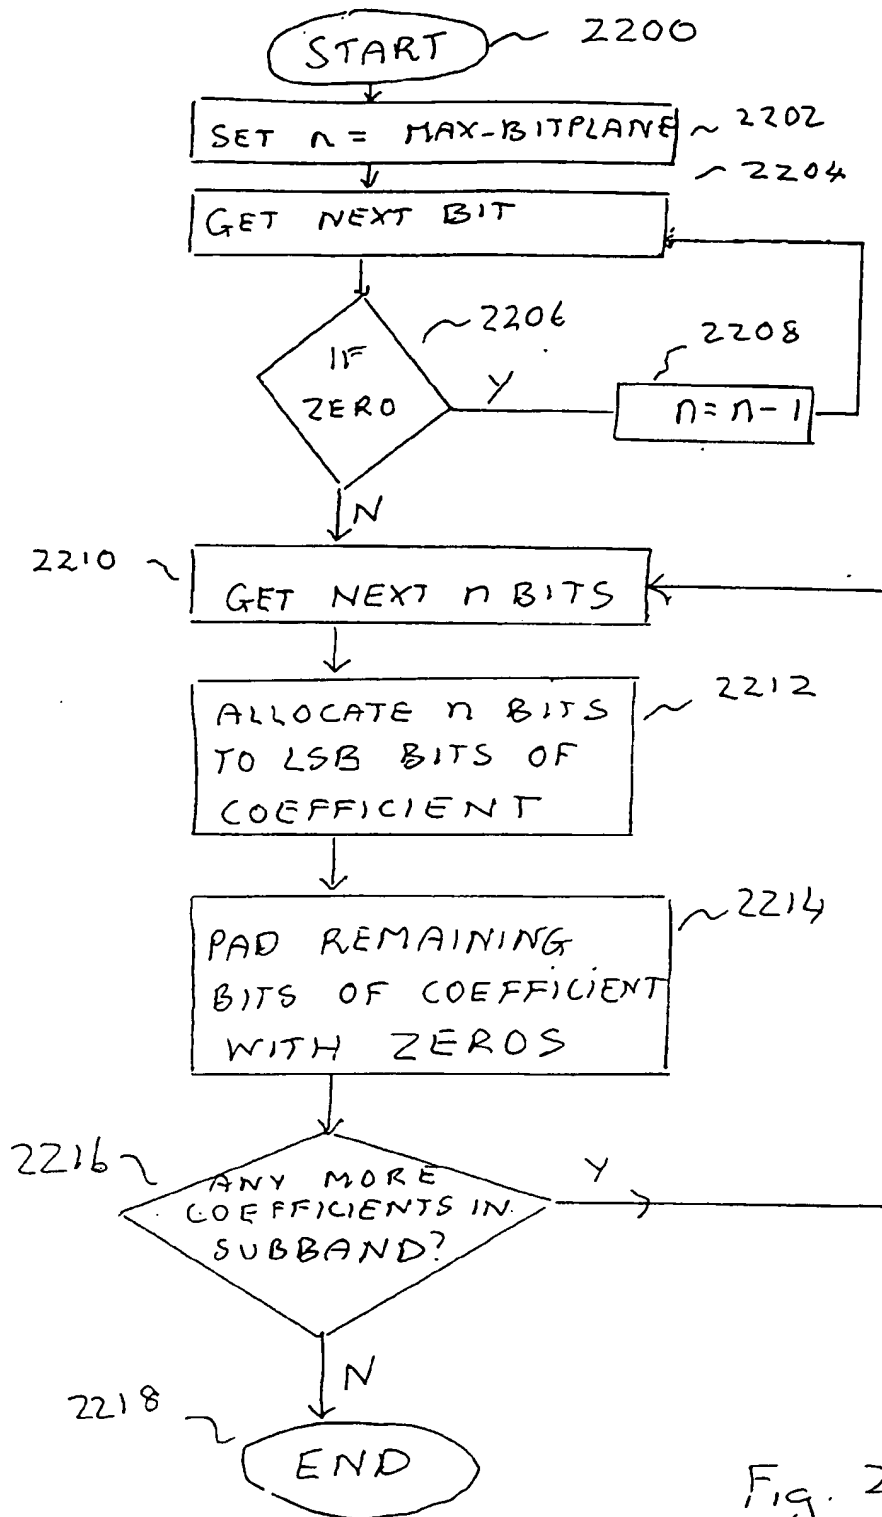 START 2200
SET n = MAX-BITPLANE 2202
2204
GET NEXT BIT
2206
IF
ZERO
Y
2208
n = n - 1
N
2210
GET NEXT n BITS
2212
ALLOCATE n BITS
TO LSB BITS OF
COEFFICIENT
2214
PAD REMAINING
BITS OF COEFFICIENT
WITH ZEROS
2216
ANY MORE
COEFFICIENTS IN
SUBBAND?
Y
N
2218
END
Fig. 2